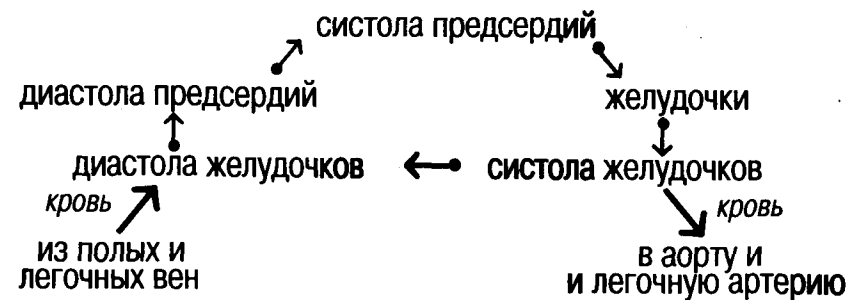 систола предсердий
диастола предсердий
желудочки
диастола желудочков
систола желудочков
кровь
кровь
из полых и
легочных вен
в аорту и
и легочную артерию